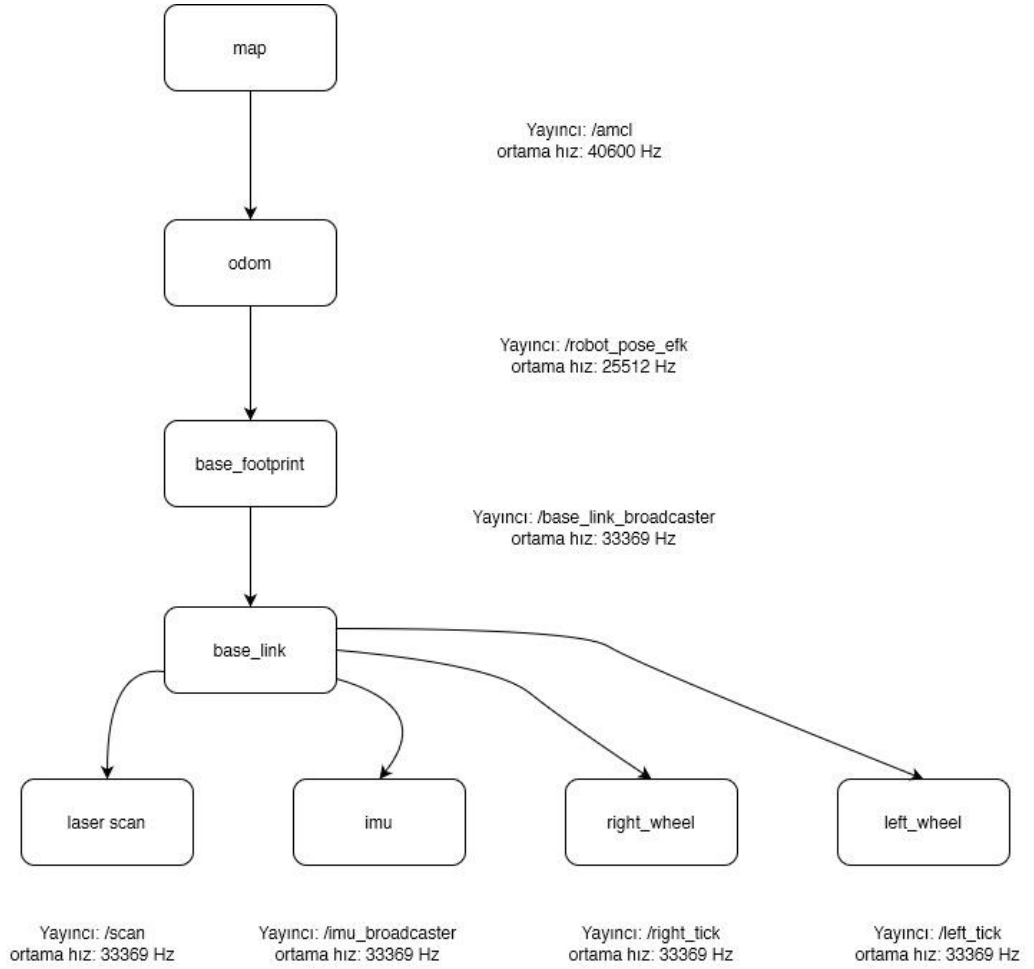 map
Yayıncı: /amcl
ortama hız: 40600 Hz
odom
Yayıncı: /robot_pose_efk
ortama hız: 25512 Hz
base_footprint
Yayıncı: /base_link_broadcaster
ortama hız: 33369 Hz
base_link
laser scan
imu
right_wheel
left_wheel
Yayıncı: /scan
ortama hız: 33369 Hz
Yayıncı: /imu_broadcaster
ortama hız: 33369 Hz
Yayıncı: /right_tick
ortama hız: 33369 Hz
Yayıncı: /left_tick
ortama hız: 33369 Hz